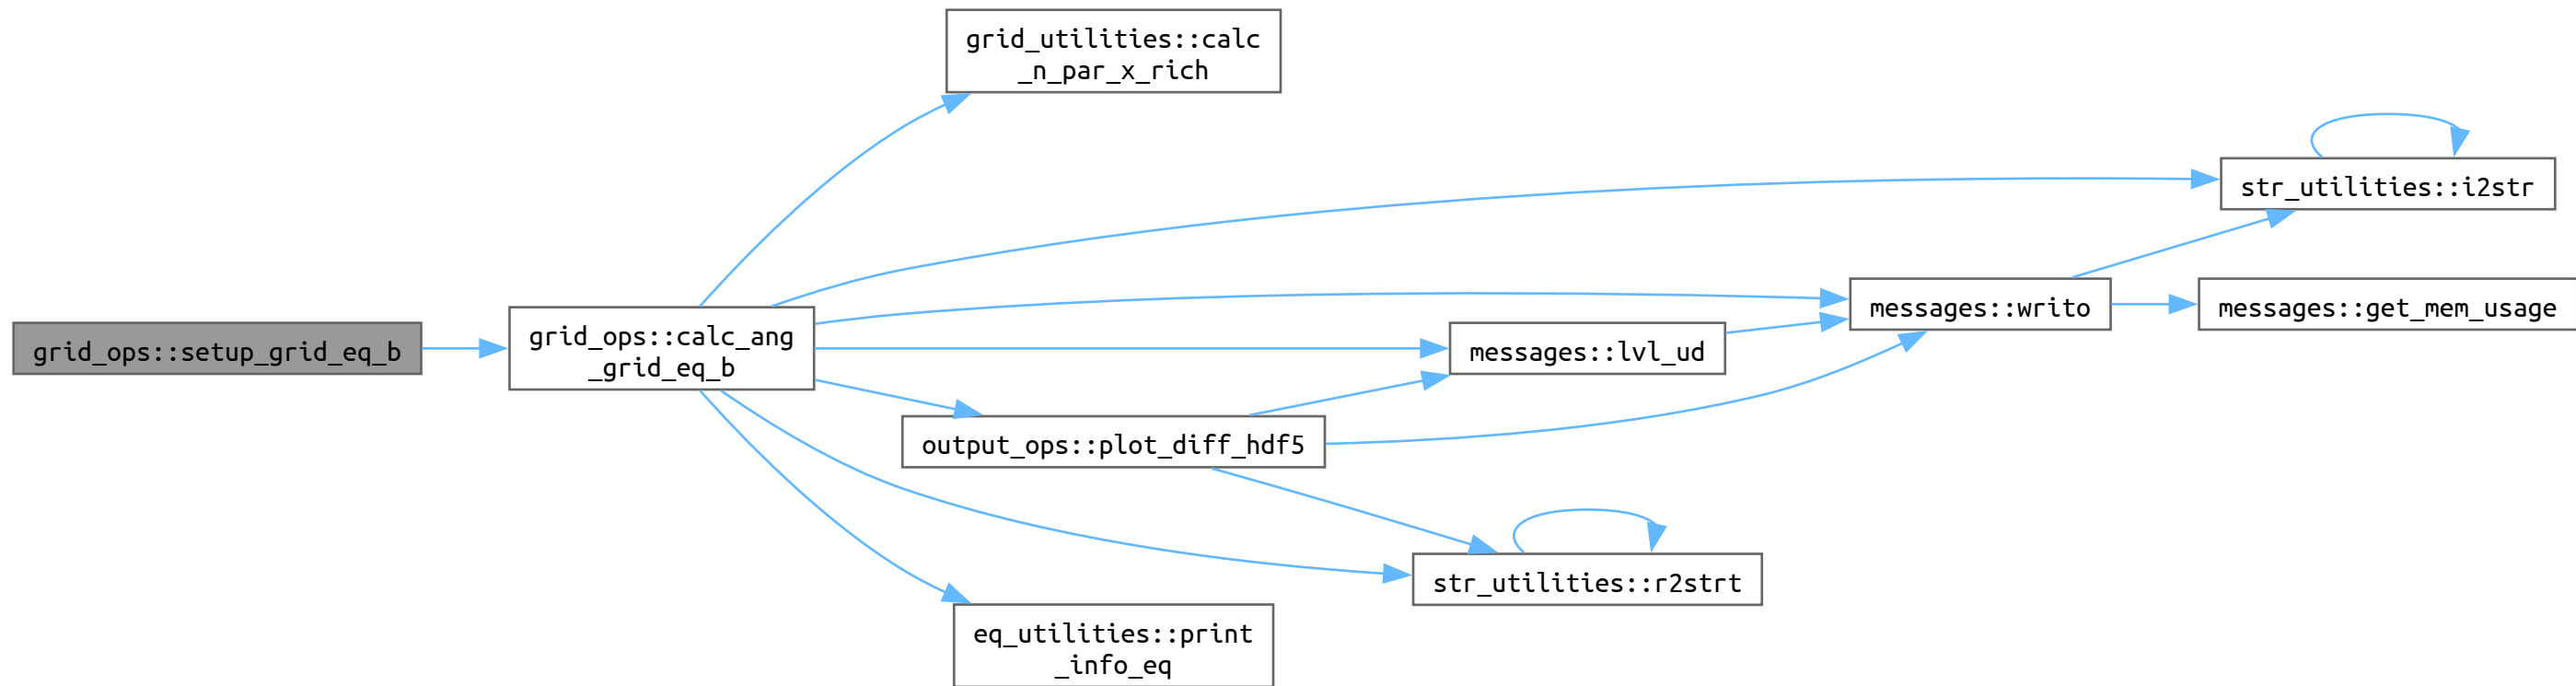 grid_utilities::calc
_n_par_x_rich
str_utilities::i2str
messages::writo
messages::get_mem_usage
grid_ops::setup_grid_eq_b
grid_ops::calc_ang
_grid_eq_b
messages::lvl_ud
output_ops::plot_diff_hdf5
str_utilities::r2strt
eq_utilities::print
_info_eq